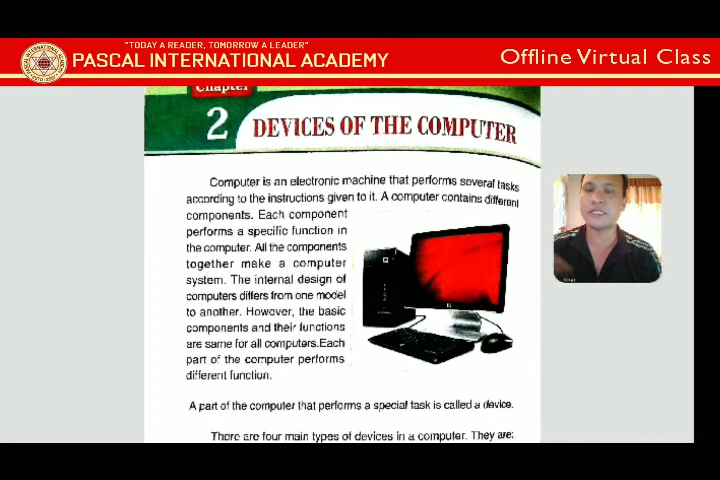 "TODAY A READER, TOMORROW A LEADER"
PASCAL INTERNATIONAL ACADEMY
Offline Virtual Class
Chapter
2
DEVICES OF THE COMPUTER
Computer is an electronic machine that performs several tasks
according to the instructions given to it. A computer contains different
components. Each component
performs a specific function in
the computer. All the components
together make a computer
system. The internal design of
computers differs from one model
to another. However, the basic
components and their functions
are same for all computers.Each
part of the computer performs
different function.
A part of the computer that performs a special task is called a device.
There are four main types of devices in a computer. They are: